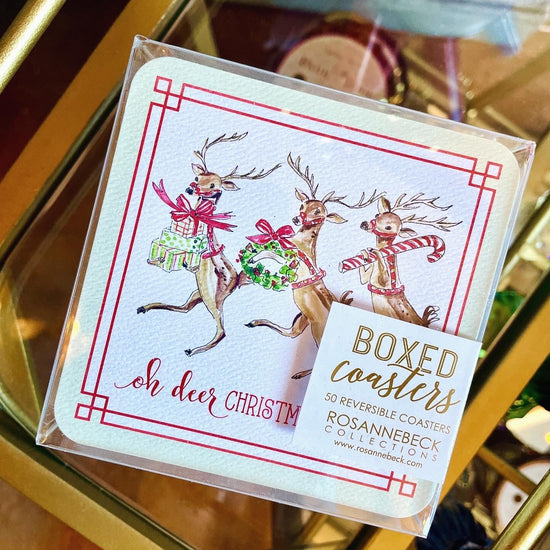 oh deer CHRISTM
BOXED
coasters
50 REVERSIBLE COASTERS
ROSANNEBECK
COLLECTIONS
www.rosannebeck.com